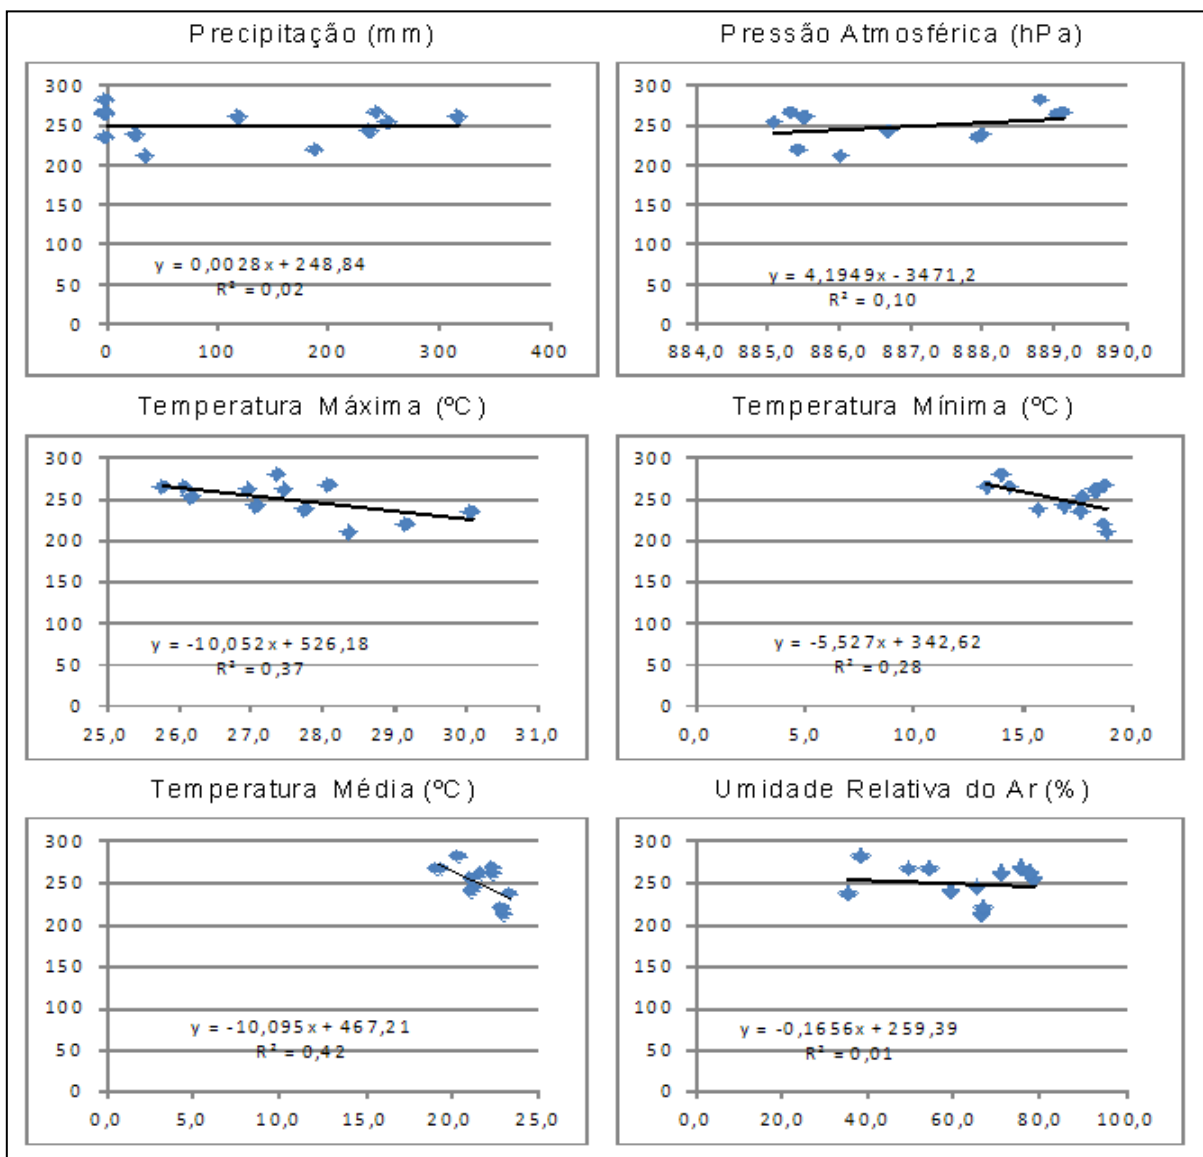 Precipitação (mm)
300
250
200
150
100
50
0
y = 0,0028x + 248,84
R² = 0,02
0 100 200 300 400
Pressão Atmosférica (hPa)
300
250
200
150
100
50
0
y = 4,1949x - 3471,2
R² = 0,10
884,0 885,0 886,0 887,0 888,0 889,0 890,0
Temperatura Máxima (ºC)
300
250
200
150
100
50
0
y = -10,052x + 526,18
R² = 0,37
25,0 26,0 27,0 28,0 29,0 30,0 31,0
Temperatura Mínima (ºC)
300
250
200
150
100
50
0
y = -5,527x + 342,62
R² = 0,28
0,0 5,0 10,0 15,0 20,0
Temperatura Média (ºC)
300
250
200
150
100
50
0
y = -10,095x + 467,21
R² = 0,42
0,0 5,0 10,0 15,0 20,0 25,0
Umidade Relativa do Ar (%)
300
250
200
150
100
50
0
y = -0,1656x + 259,39
R² = 0,01
0,0 20,0 40,0 60,0 80,0 100,0